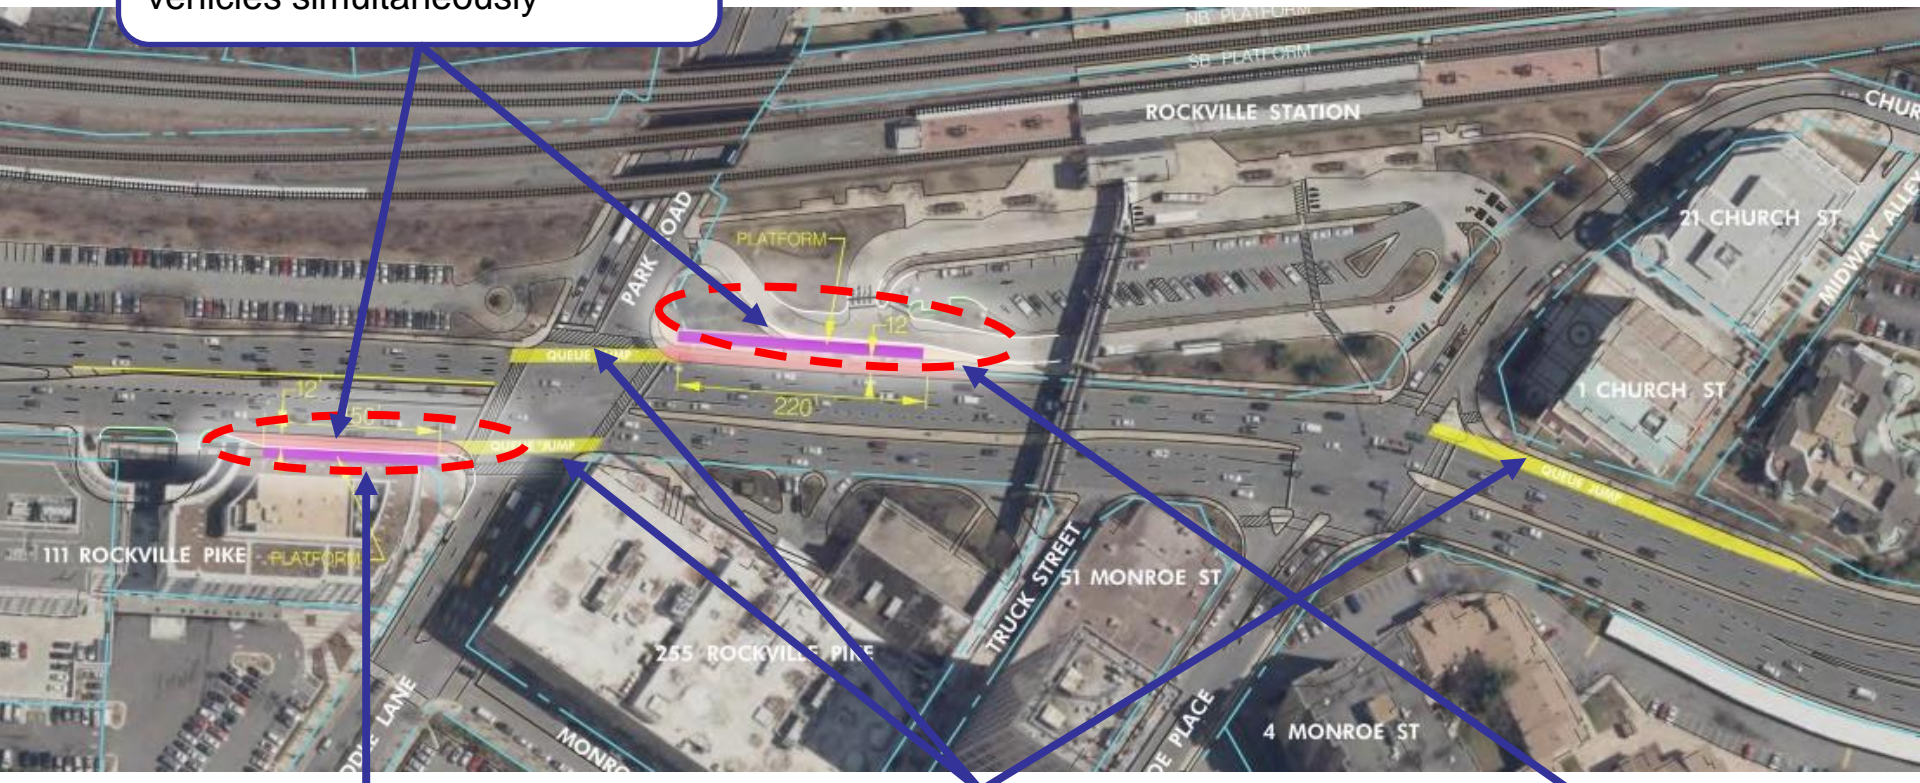 vehicles simultaneously
NB PLATFORM
SB PLATFORM
ROCKVILLE STATION
CHUR
21 CHURCH ST
MIDWAY ALLEY
PARK ROAD
PLATFORM
12'
QUEUE JUMP
220'
12'
50'
QUEUE JUMP
1 CHURCH ST
QUEUE JUMP
111 ROCKVILLE PIKE
PLATFORM
TRUCK STREET
51 MONROE ST
255 ROCKVILLE PIKE
LANE
MONRO
PLACE
4 MONROE ST